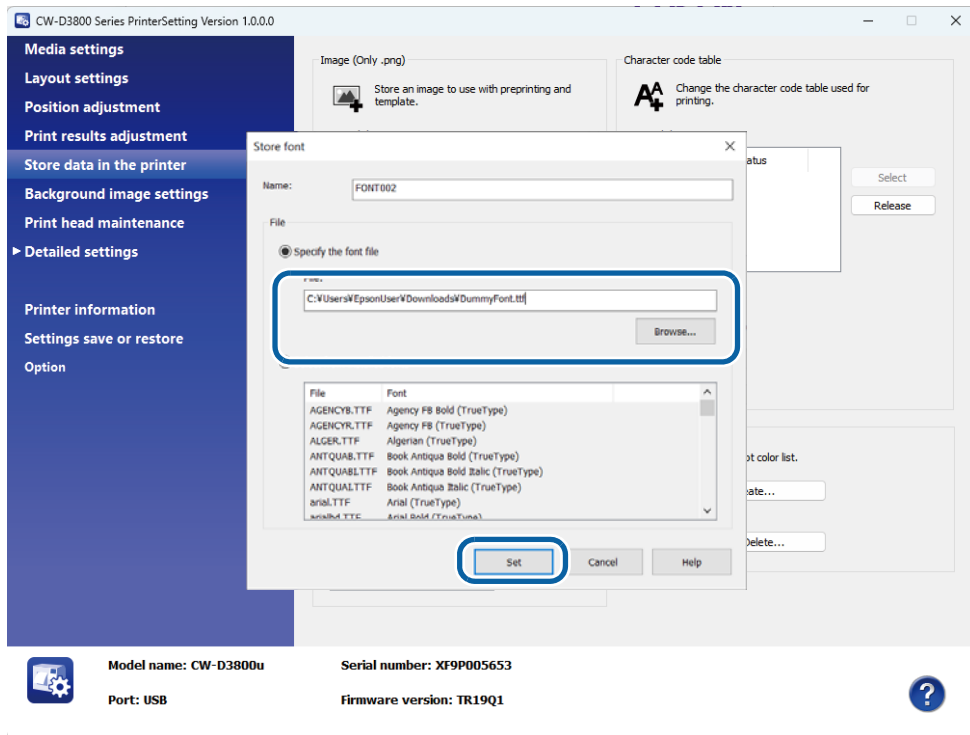 CW-D3800 Series PrinterSetting Version 1.0.0.0
Media settings
Layout settings
Position adjustment
Print results adjustment
Store data in the printer
Background image settings
Print head maintenance
Detailed settings
Printer information
Settings save or restore
Option
Image (Only .png)
Store an image to use with preprinting and
template.
Character code table
Change the character code table used for
printing.
Select
Release
Store font
Name:
FONT002
File
Specify the font file
File:
C:¥Users¥EpsonUser¥Downloads¥DummyFont.ttf
Browse...
File Font
AGENCYB.TTF Agency FB Bold (TrueType)
AGENCYR.TTF Agency FB (TrueType)
ALGER.TTF Algerian (TrueType)
ANTQUAB.TTF Book Antiqua Bold (TrueType)
ANTQUABI.TTF Book Antiqua Bold Italic (TrueType)
ANTQUAI.TTF Book Antiqua Italic (TrueType)
arial.TTF Arial (TrueType)
arialbd.TTF Arial Bold (TrueType)
Set Cancel Help
color list.
Delete...
Model name: CW-D3800u
Serial number: XF9P005653
Port: USB
Firmware version: TR19Q1
?